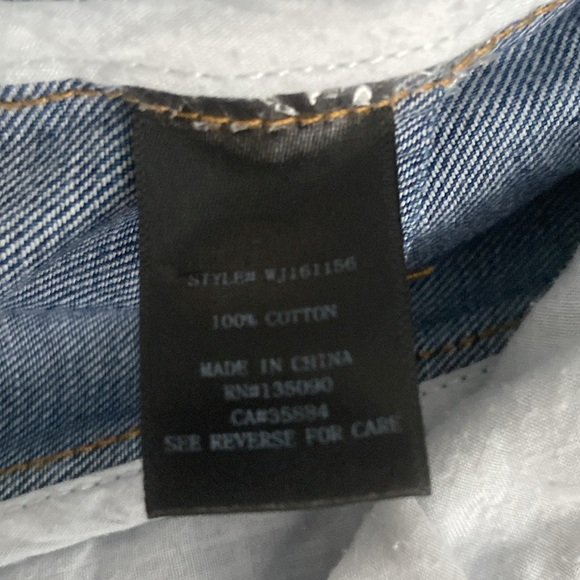 STYLE# WJ161156
100% COTTON
MADE IN CHINA
RN#135090
CA#35884
SEE REVERSE FOR CARE